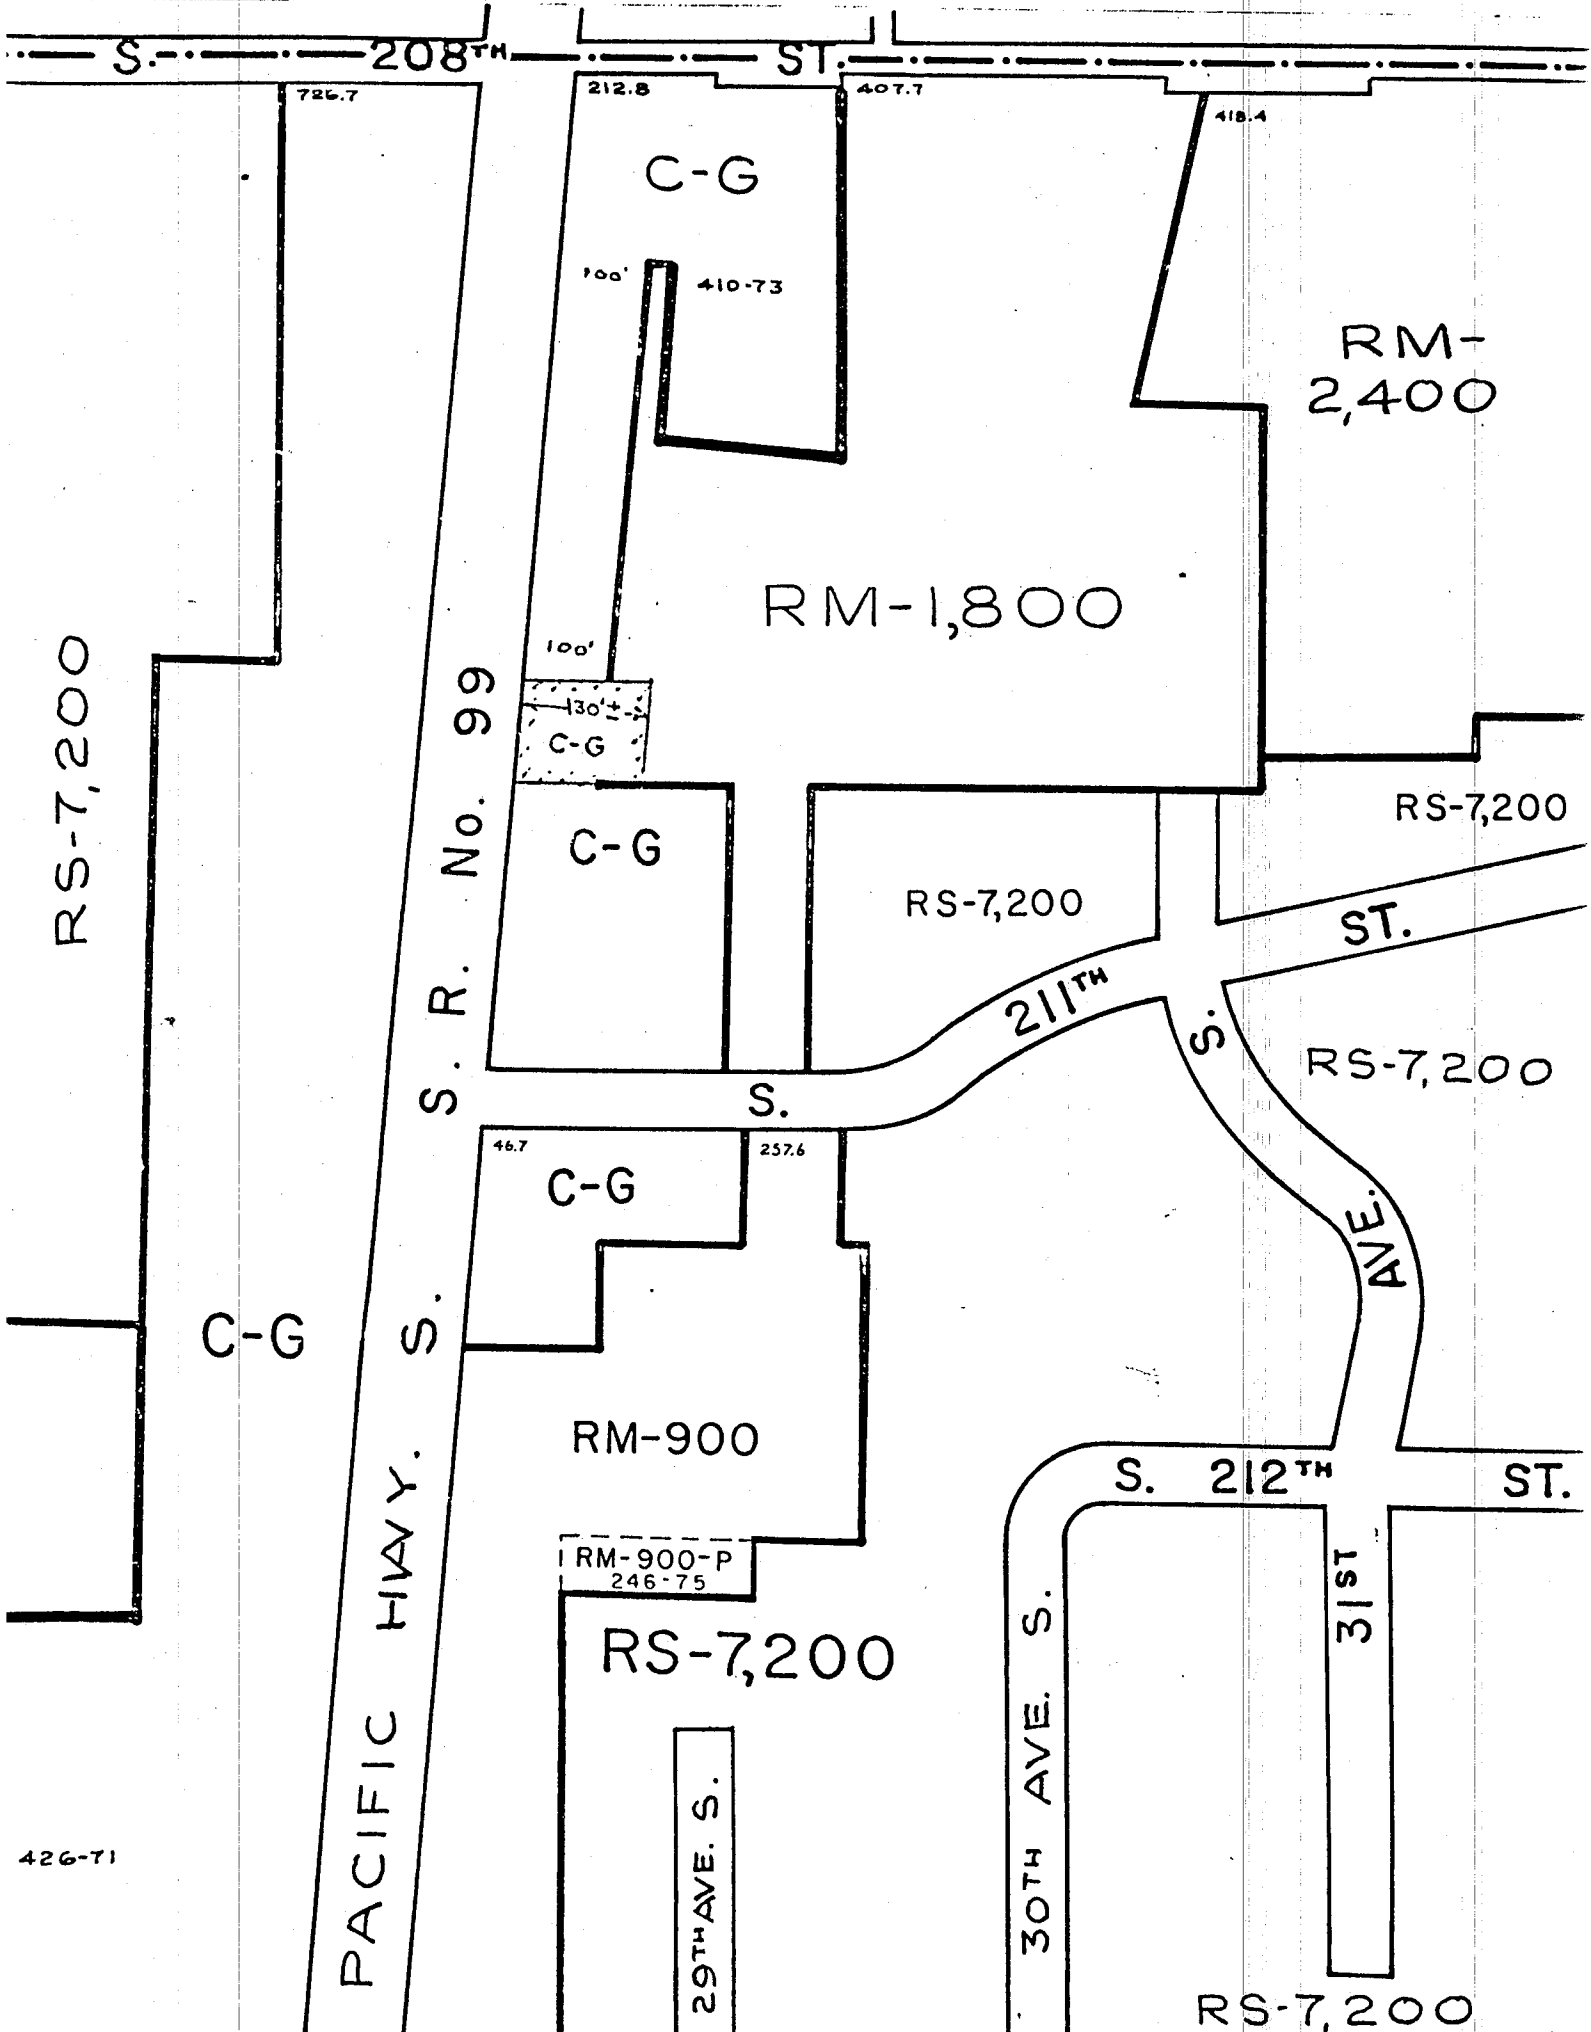 S. 208TH ST.
726.7
212.8
407.7
418.4
C-G
100'
410-73
RM-
2,400
RM-1,800
RS-7,200
100'
130'±
C-G
C-G
RS-7,200
RS-7,200
S. 211TH ST.
RS-7,200
46.7
257.6
C-G
C-G
RM-900
RM-900-P
246-75
RS-7,200
S. 212TH ST.
31ST AVE. S.
30TH AVE. S.
29TH AVE. S.
PACIFIC HWY. S. S. R. No. 99
426-71
RS-7,200